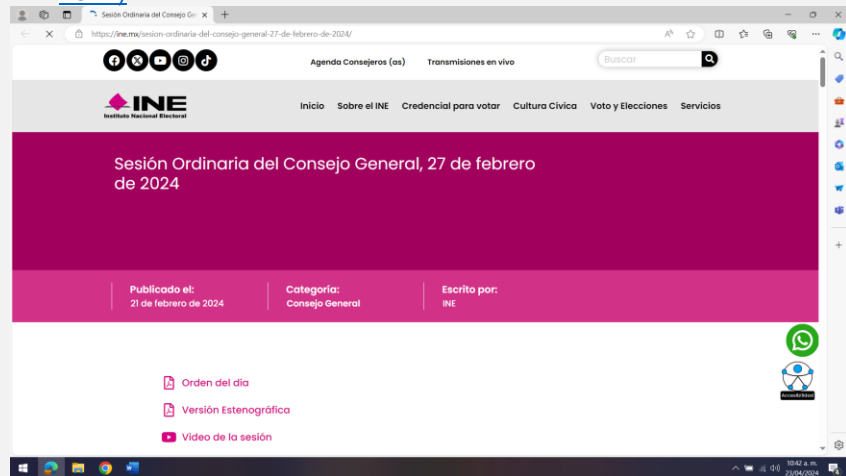 Sesión Ordinaria del Consejo Ge
https://ine.mx/sesion-ordinaria-del-consejo-general-27-de-febrero-de-2024/
Agenda Consejeros (as) Transmisiones en vivo Buscar
INE
Instituto Nacional Electoral
Inicio Sobre el INE Credencial para votar Cultura Cívica Voto y Elecciones Servicios
Sesión Ordinaria del Consejo General, 27 de febrero
de 2024
Publicado el: Categoría: Escrito por:
21 de febrero de 2024 Consejo General INE
Accesibilidad
Orden del día
Versión Estenográfica
Video de la sesión
10:42 a. m.
23/04/2024